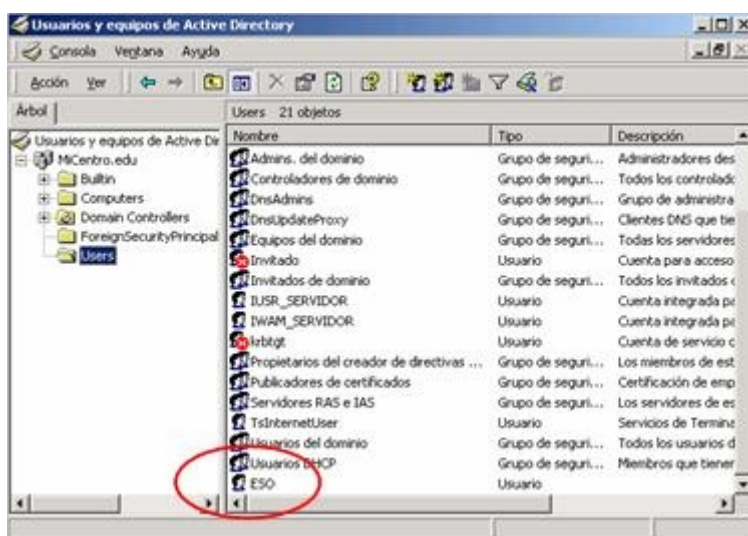 Usuarios y equipos de Active Directory
Consola Ventana Ayuda
Acción Ver
Árbol
Users 21 objetos
Usuarios y equipos de Active Dir
MiCentro.edu
Builtin
Computers
Domain Controllers
ForeignSecurityPrincipal
Users
Nombre Tipo Descripción
Admins. del dominio Grupo de seguri... Administradores des
Controladores de dominio Grupo de seguri... Todos los controlado
DnsAdmins Grupo de seguri... Grupo de administra
DnsUpdateProxy Grupo de seguri... Clientes DNS que tie
Equipos del dominio Grupo de seguri... Todas los servidores
Invitado Usuario Cuenta para acceso
Invitados de dominio Grupo de seguri... Todos los invitados
IUSR_SERVIDOR Usuario Cuenta integrada pa
IWAM_SERVIDOR Usuario Cuenta integrada pa
krbtgt Usuario Cuenta de servicio c
Propietarios del creador de directivas ... Grupo de seguri... Los miembros de est
Publicadores de certificados Grupo de seguri... Certificación de emp
Servidores RAS e IAS Grupo de seguri... Los servidores de es
TsInternetUser Usuario Servicios de Termina
Usuarios del dominio Grupo de seguri... Todos los usuarios d
Usuarios DHCP Grupo de seguri... Miembros que tiener
ESO Usuario